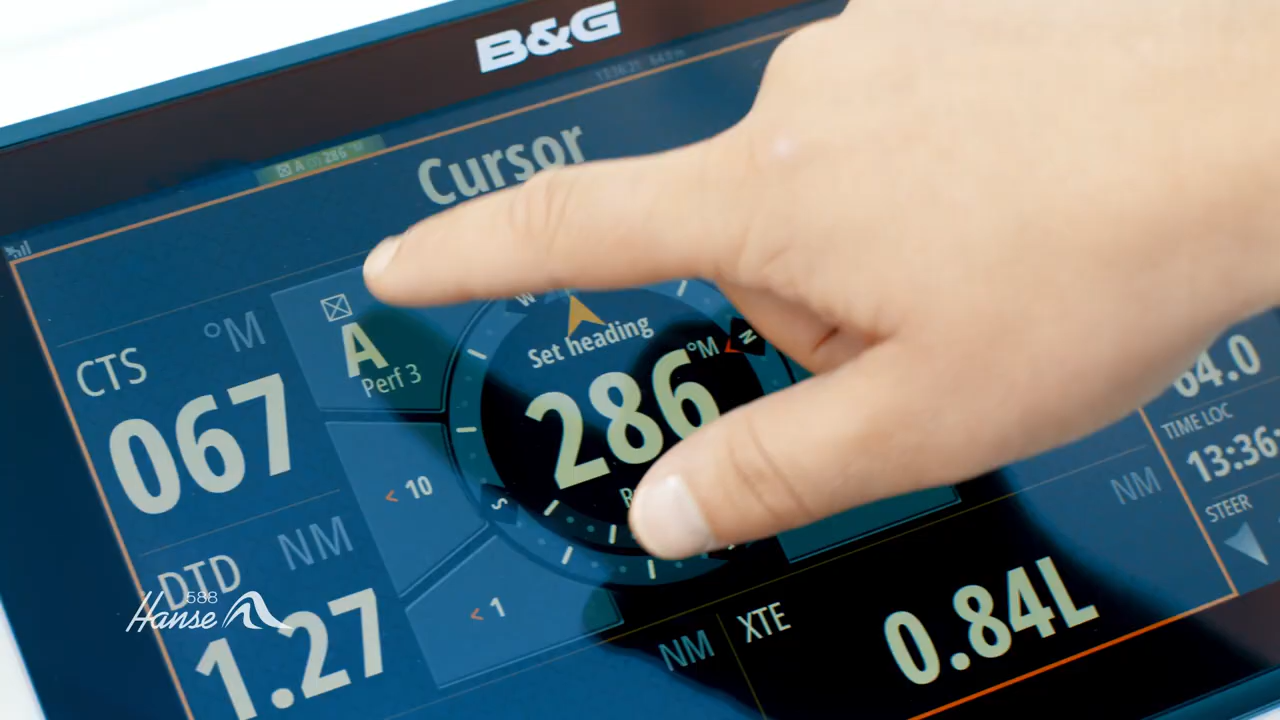 B&G
A 286 °M
Cursor
CTS °M
067
A
Perf 3
W
Set heading
286 °M
N
< 10
S
< 1
DTD NM
1.27
NM
XTE
0.84L
NM
64.0
TIME LOC
13:36:
STEER
588
Hanse